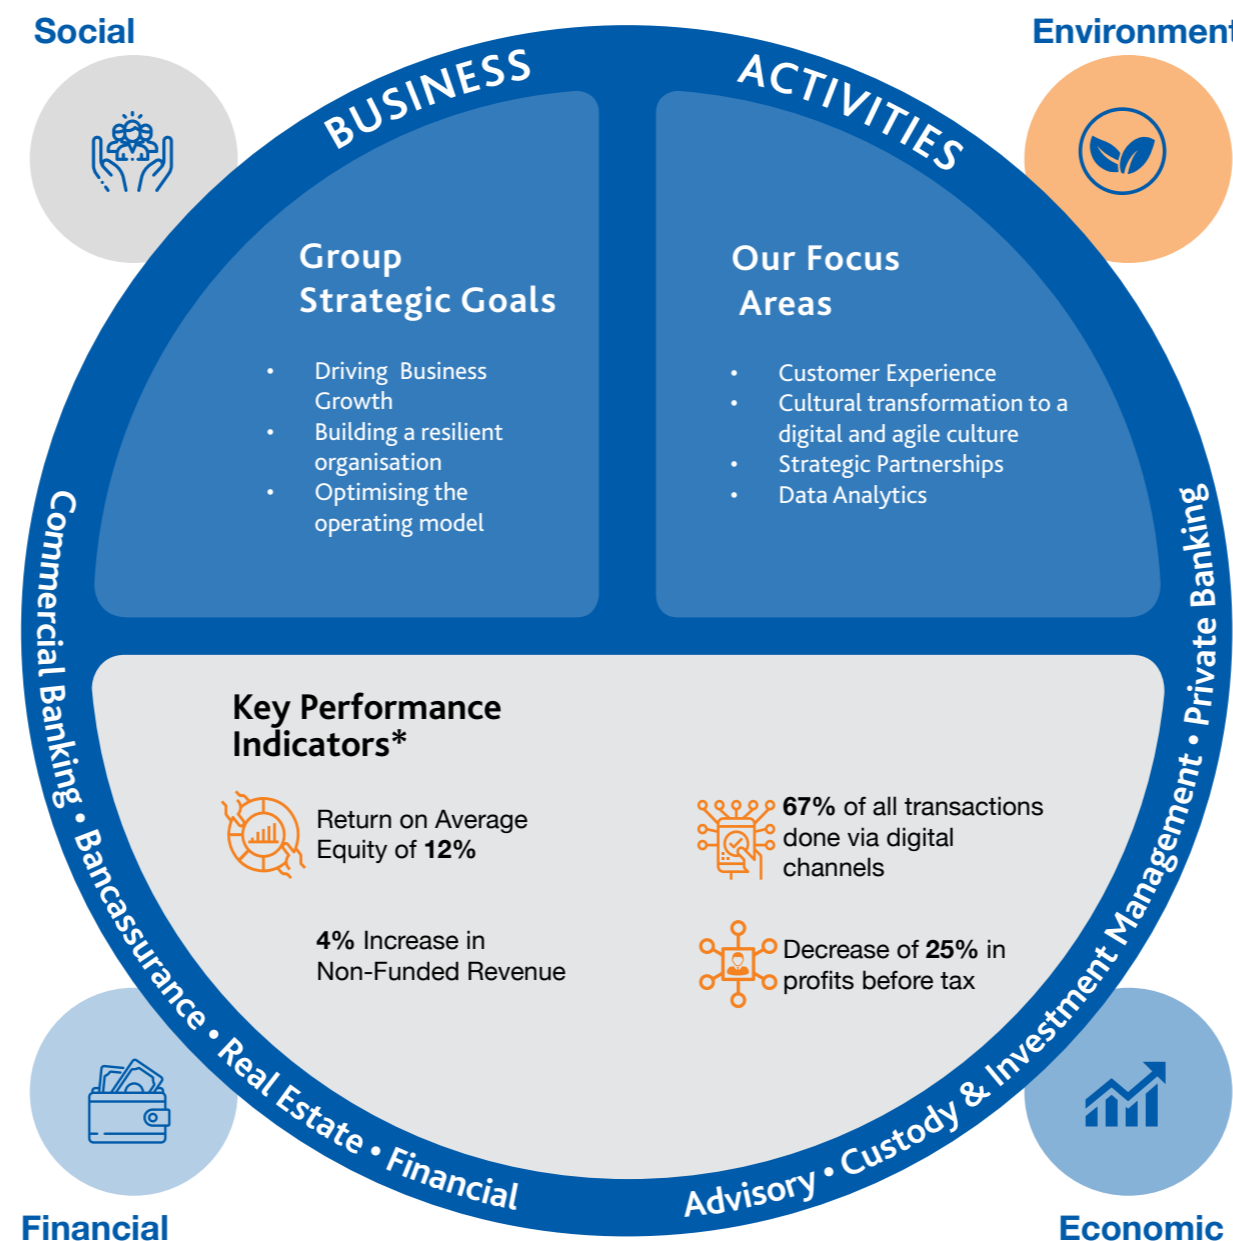 Social
Environment
BUSINESS
ACTIVITIES
Group
Strategic Goals
• Driving Business
Growth
• Building a resilient
organisation
• Optimising the
operating model
Our Focus
Areas
• Customer Experience
• Cultural transformation to a
digital and agile culture
• Strategic Partnerships
• Data Analytics
Key Performance
Indicators*
Return on Average
Equity of 12%
4% Increase in
Non-Funded Revenue
67% of all transactions
done via digital
channels
Decrease of 25% in
profits before tax
Commercial Banking • Bancassurance • Real Estate • Financial
Advisory • Custody & Investment Management • Private Banking
Financial
Economic